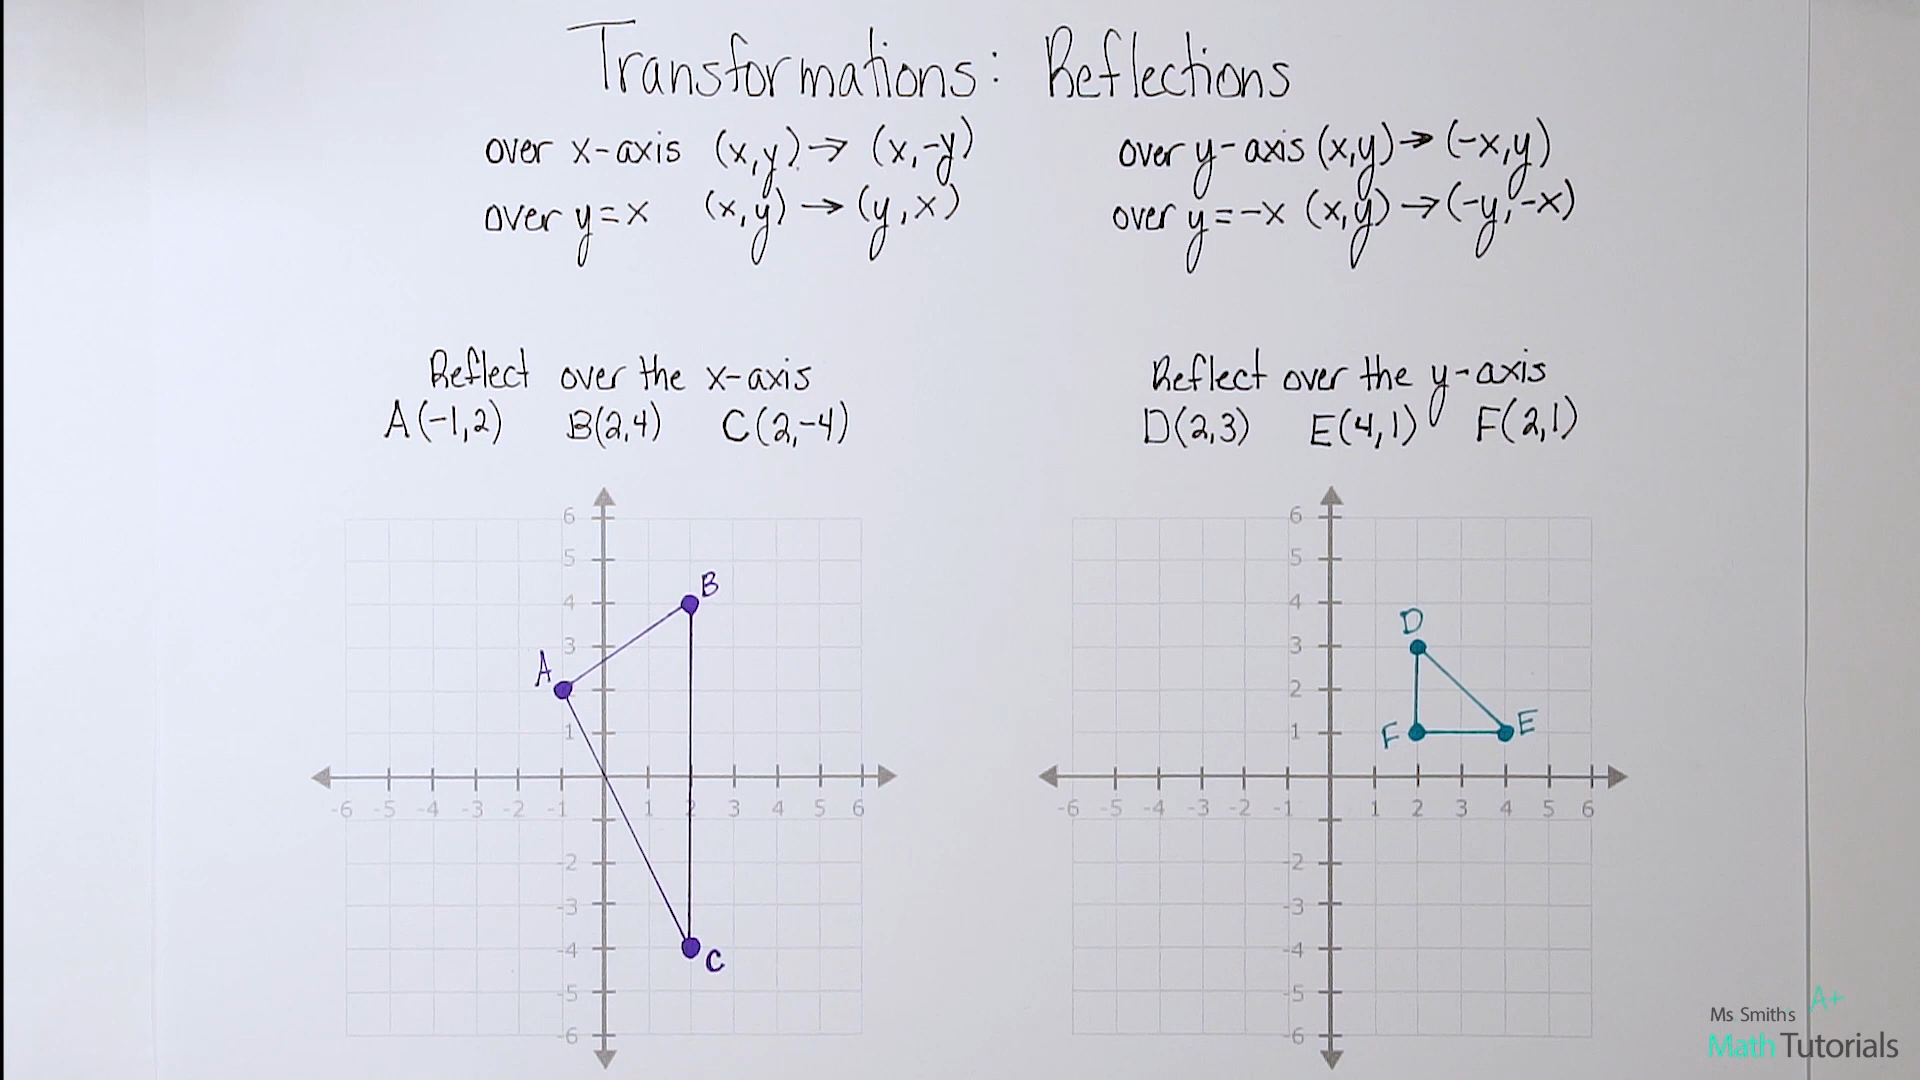 Transformations: Reflections
over x-axis (x,y) → (x,-y)
over y=x (x,y) → (y,x)
over y-axis (x,y) → (-x,y)
over y=-x (x,y) → (-y,-x)
Reflect over the x-axis
A(-1,2) B(2,4) C(2,-4)
6
5
4
3
1
-2
-3
-4
-5
-6
-6 -5 -4 -3 -2 -1 1 2 3 4 5 6
A
B
C
Reflect over the y-axis
D(2,3) E(4,1) F(2,1)
6
5
4
3
2
1
-2
-3
-4
-5
-6
-6 -5 -4 -3 -2 -1 1 2 3 4 5 6
D
F E
Ms Smith's A+
Math Tutorials